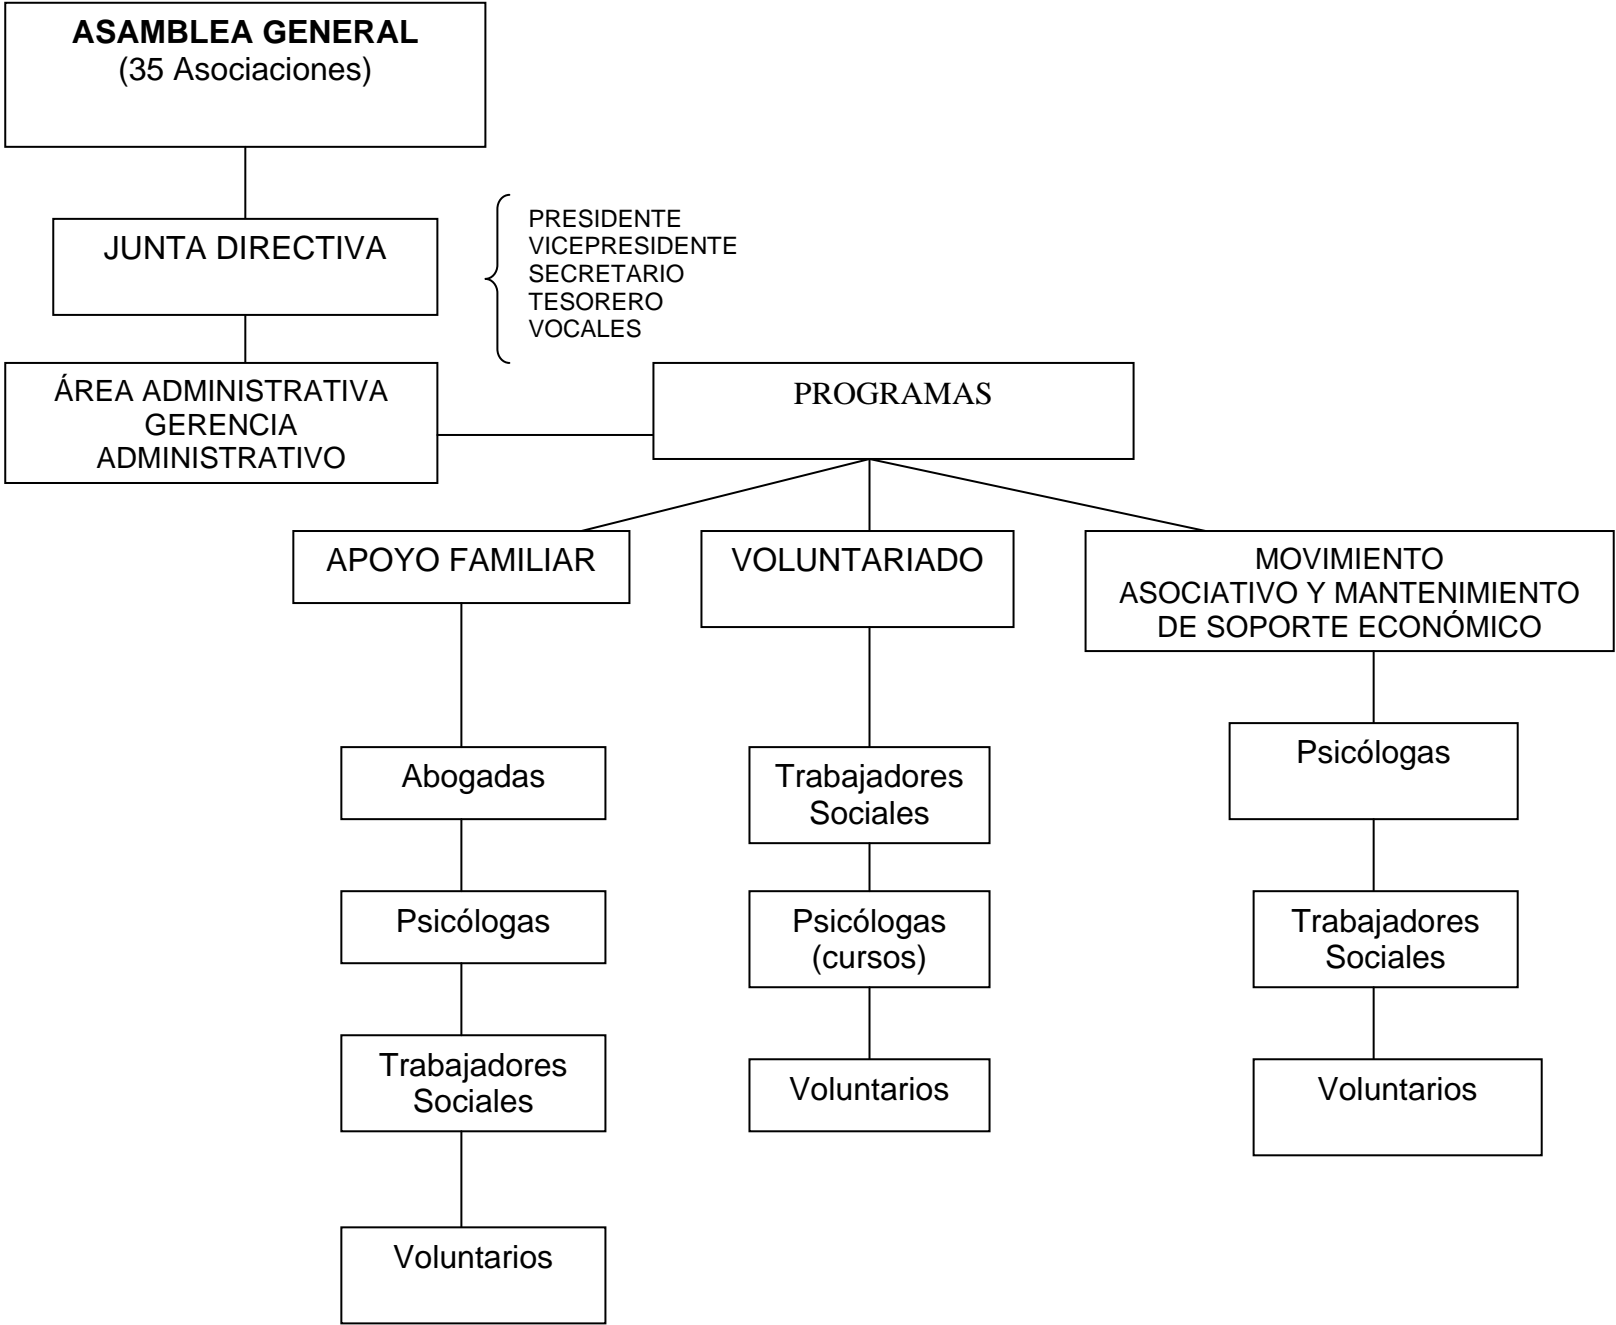 ASAMBLEA GENERAL
(35 Asociaciones)
JUNTA DIRECTIVA
PRESIDENTE
VICEPRESIDENTE
SECRETARIO
TESORERO
VOCALES
ÁREA ADMINISTRATIVA
GERENCIA
ADMINISTRATIVO
PROGRAMAS
APOYO FAMILIAR
Abogadas
Psicólogas
Trabajadores
Sociales
Voluntarios
VOLUNTARIADO
Trabajadores
Sociales
Psicólogas
(cursos)
Voluntarios
MOVIMIENTO
ASOCIATIVO Y MANTENIMIENTO
DE SOPORTE ECONÓMICO
Psicólogas
Trabajadores
Sociales
Voluntarios